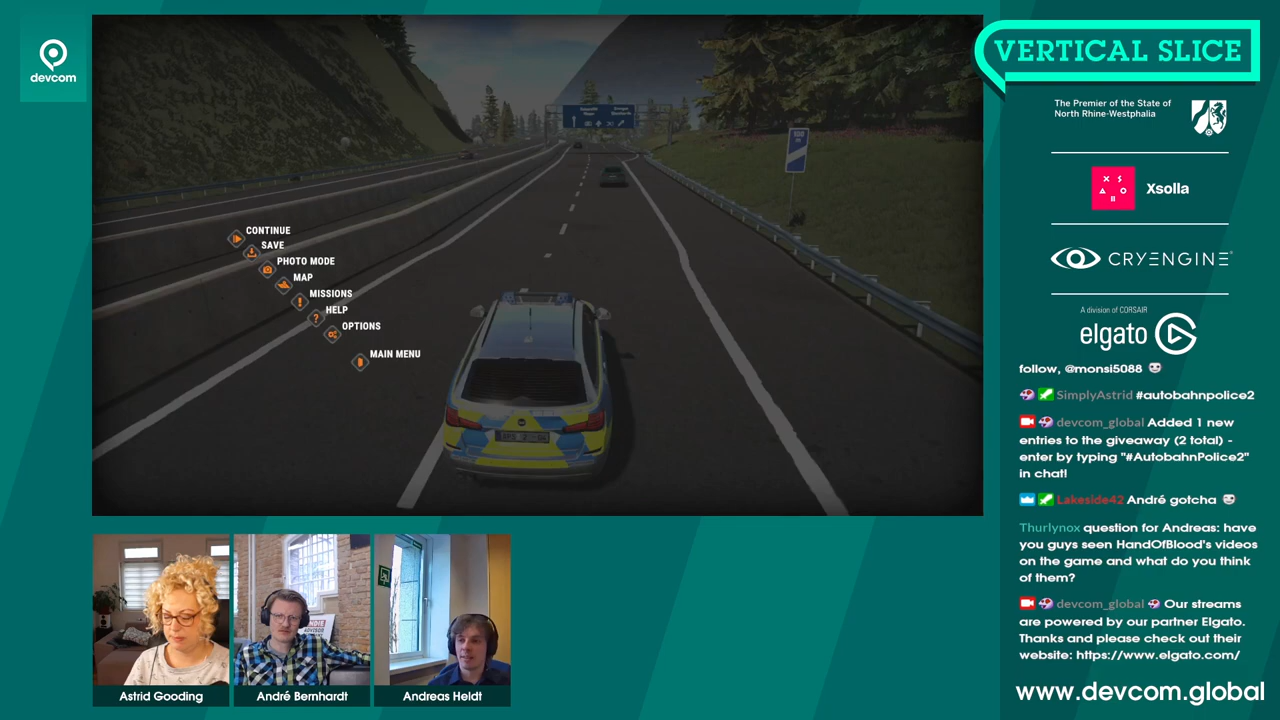 devcom
VERTICAL SLICE
The Premier of the State of
North Rhine-Westphalia
Xsolla
CRYENGINE
A division of CORSAIR
elgato
CONTINUE
SAVE
PHOTO MODE
MAP
MISSIONS
HELP
OPTIONS
MAIN MENU
follow, @monsi5088
SimplyAstrid #autobahnpolice2
devcom_global Added 1 new
entries to the giveaway (2 total) -
enter by typing "#AutobahnPolice2"
in chat!
Lakeside42 André gotcha
Thurlynox question for Andreas: have
you guys seen HandOfBlood's videos
on the game and what do you think
of them?
devcom_global Our streams
are powered by our partner Elgato.
Thanks and please check out their
website: https://www.elgato.com/
www.devcom.global
Astrid Gooding
André Bernhardt
Andreas Heldt